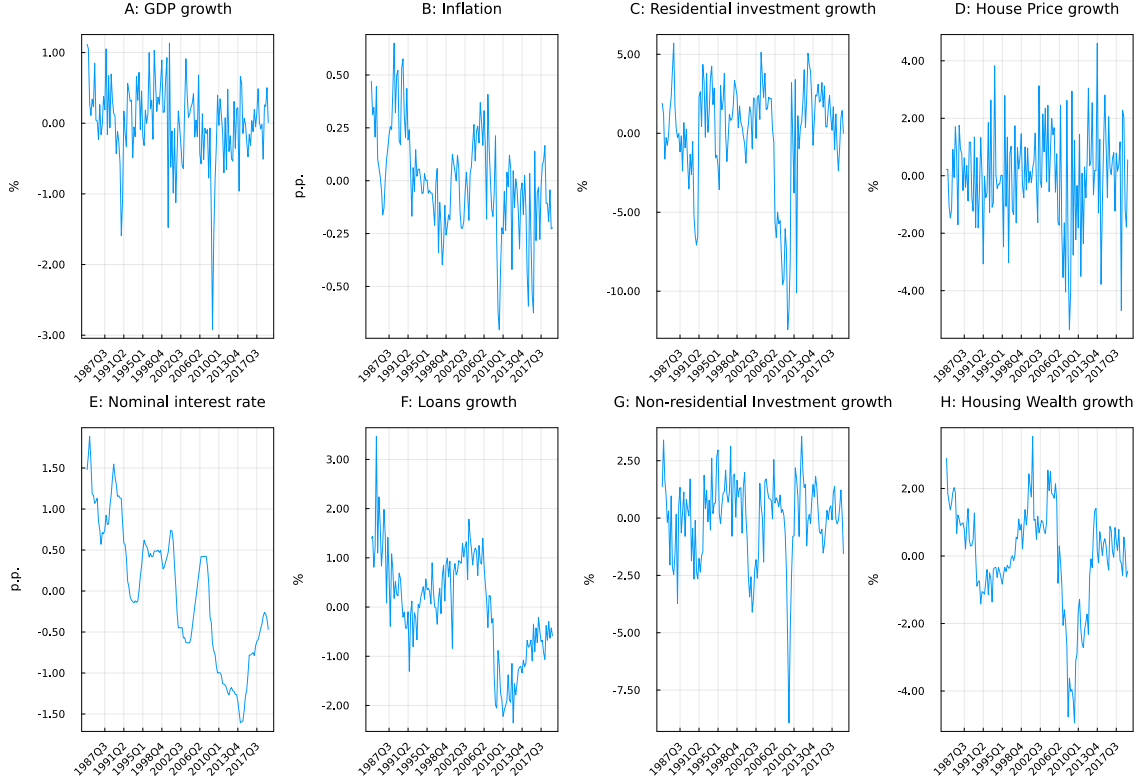 A: GDP growth
B: Inflation
C: Residential investment growth
D: House Price growth
%
1.00
0.00
-1.00
-2.00
-3.00
1987Q3
1991Q2
1995Q1
1998Q4
2002Q3
2006Q2
2010Q1
2013Q4
2017Q3
p.p.
0.50
0.25
0.00
-0.25
-0.50
1987Q3
1991Q2
1995Q1
1998Q4
2002Q3
2006Q2
2010Q1
2013Q4
2017Q3
%
5.00
0.00
-5.00
-10.00
1987Q3
1991Q2
1995Q1
1998Q4
2002Q3
2006Q2
2010Q1
2013Q4
2017Q3
%
4.00
2.00
0.00
-2.00
-4.00
1987Q3
1991Q2
1995Q1
1998Q4
2002Q3
2006Q2
2010Q1
2013Q4
2017Q3
E: Nominal interest rate
F: Loans growth
G: Non-residential Investment growth
H: Housing Wealth growth
p.p.
1.50
1.00
0.50
0.00
-0.50
-1.00
-1.50
1987Q3
1991Q2
1995Q1
1998Q4
2002Q3
2006Q2
2010Q1
2013Q4
2017Q3
%
3.00
2.00
1.00
0.00
-1.00
-2.00
1987Q3
1991Q2
1995Q1
1998Q4
2002Q3
2006Q2
2010Q1
2013Q4
2017Q3
%
2.50
0.00
-2.50
-5.00
-7.50
1987Q3
1991Q2
1995Q1
1998Q4
2002Q3
2006Q2
2010Q1
2013Q4
2017Q3
%
2.00
0.00
-2.00
-4.00
1987Q3
1991Q2
1995Q1
1998Q4
2002Q3
2006Q2
2010Q1
2013Q4
2017Q3